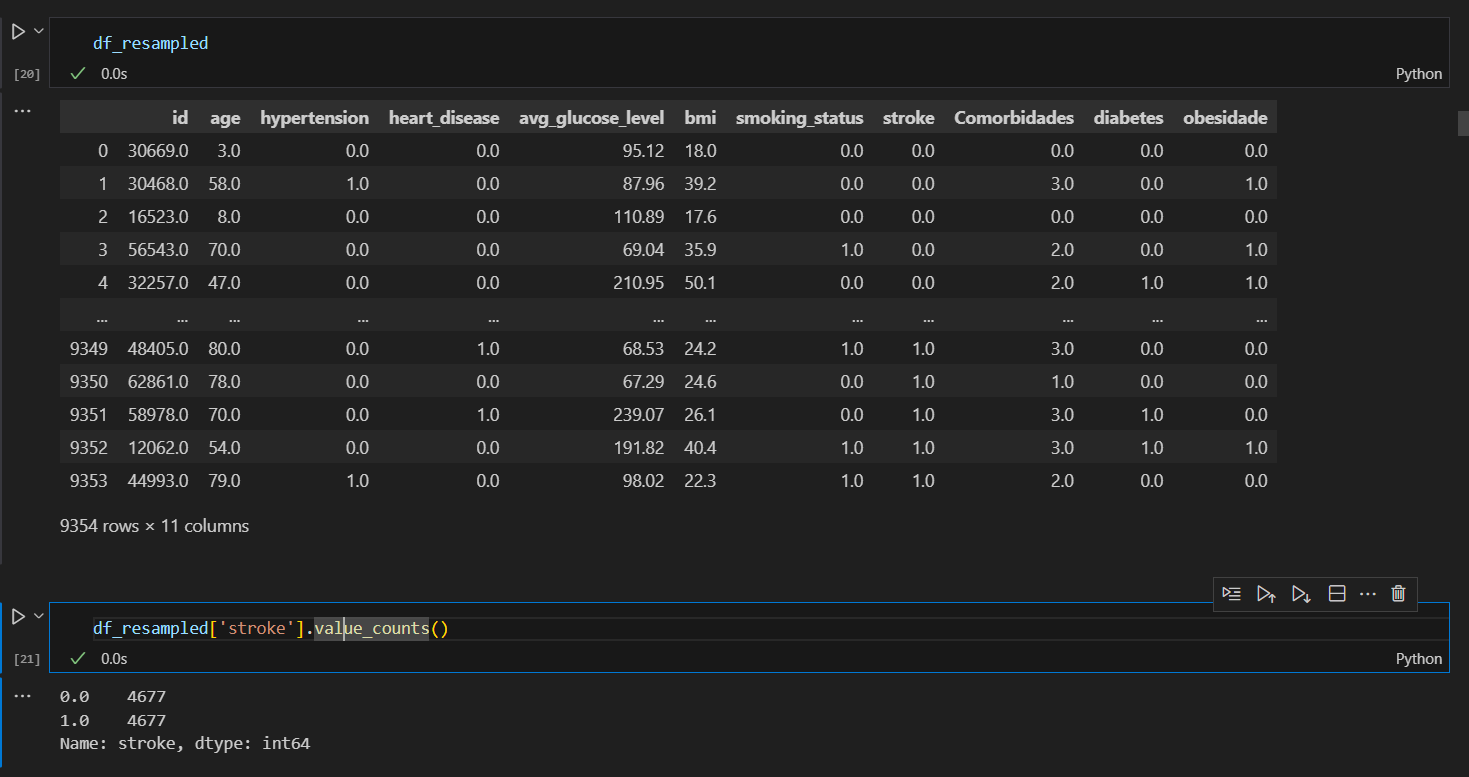 df_resampled
[20] 0.0s Python
id age hypertension heart_disease avg_glucose_level bmi smoking_status stroke Comorbidades diabetes obesidade
0 30669.0 3.0 0.0 0.0 95.12 18.0 0.0 0.0 0.0 0.0 0.0
1 30468.0 58.0 1.0 0.0 87.96 39.2 0.0 0.0 3.0 0.0 1.0
2 16523.0 8.0 0.0 0.0 110.89 17.6 0.0 0.0 0.0 0.0 0.0
3 56543.0 70.0 0.0 0.0 69.04 35.9 1.0 0.0 2.0 0.0 1.0
4 32257.0 47.0 0.0 0.0 210.95 50.1 0.0 0.0 2.0 1.0 1.0
... ... ... ... ... ... ... ... ... ... ... ...
9349 48405.0 80.0 0.0 1.0 68.53 24.2 1.0 1.0 3.0 0.0 0.0
9350 62861.0 78.0 0.0 0.0 67.29 24.6 0.0 1.0 1.0 0.0 0.0
9351 58978.0 70.0 0.0 1.0 239.07 26.1 0.0 1.0 3.0 1.0 0.0
9352 12062.0 54.0 0.0 0.0 191.82 40.4 1.0 1.0 3.0 1.0 1.0
9353 44993.0 79.0 1.0 0.0 98.02 22.3 1.0 1.0 2.0 0.0 0.0
9354 rows × 11 columns
df_resampled['stroke'].value_counts()
[21] 0.0s Python
0.0 4677
1.0 4677
Name: stroke, dtype: int64